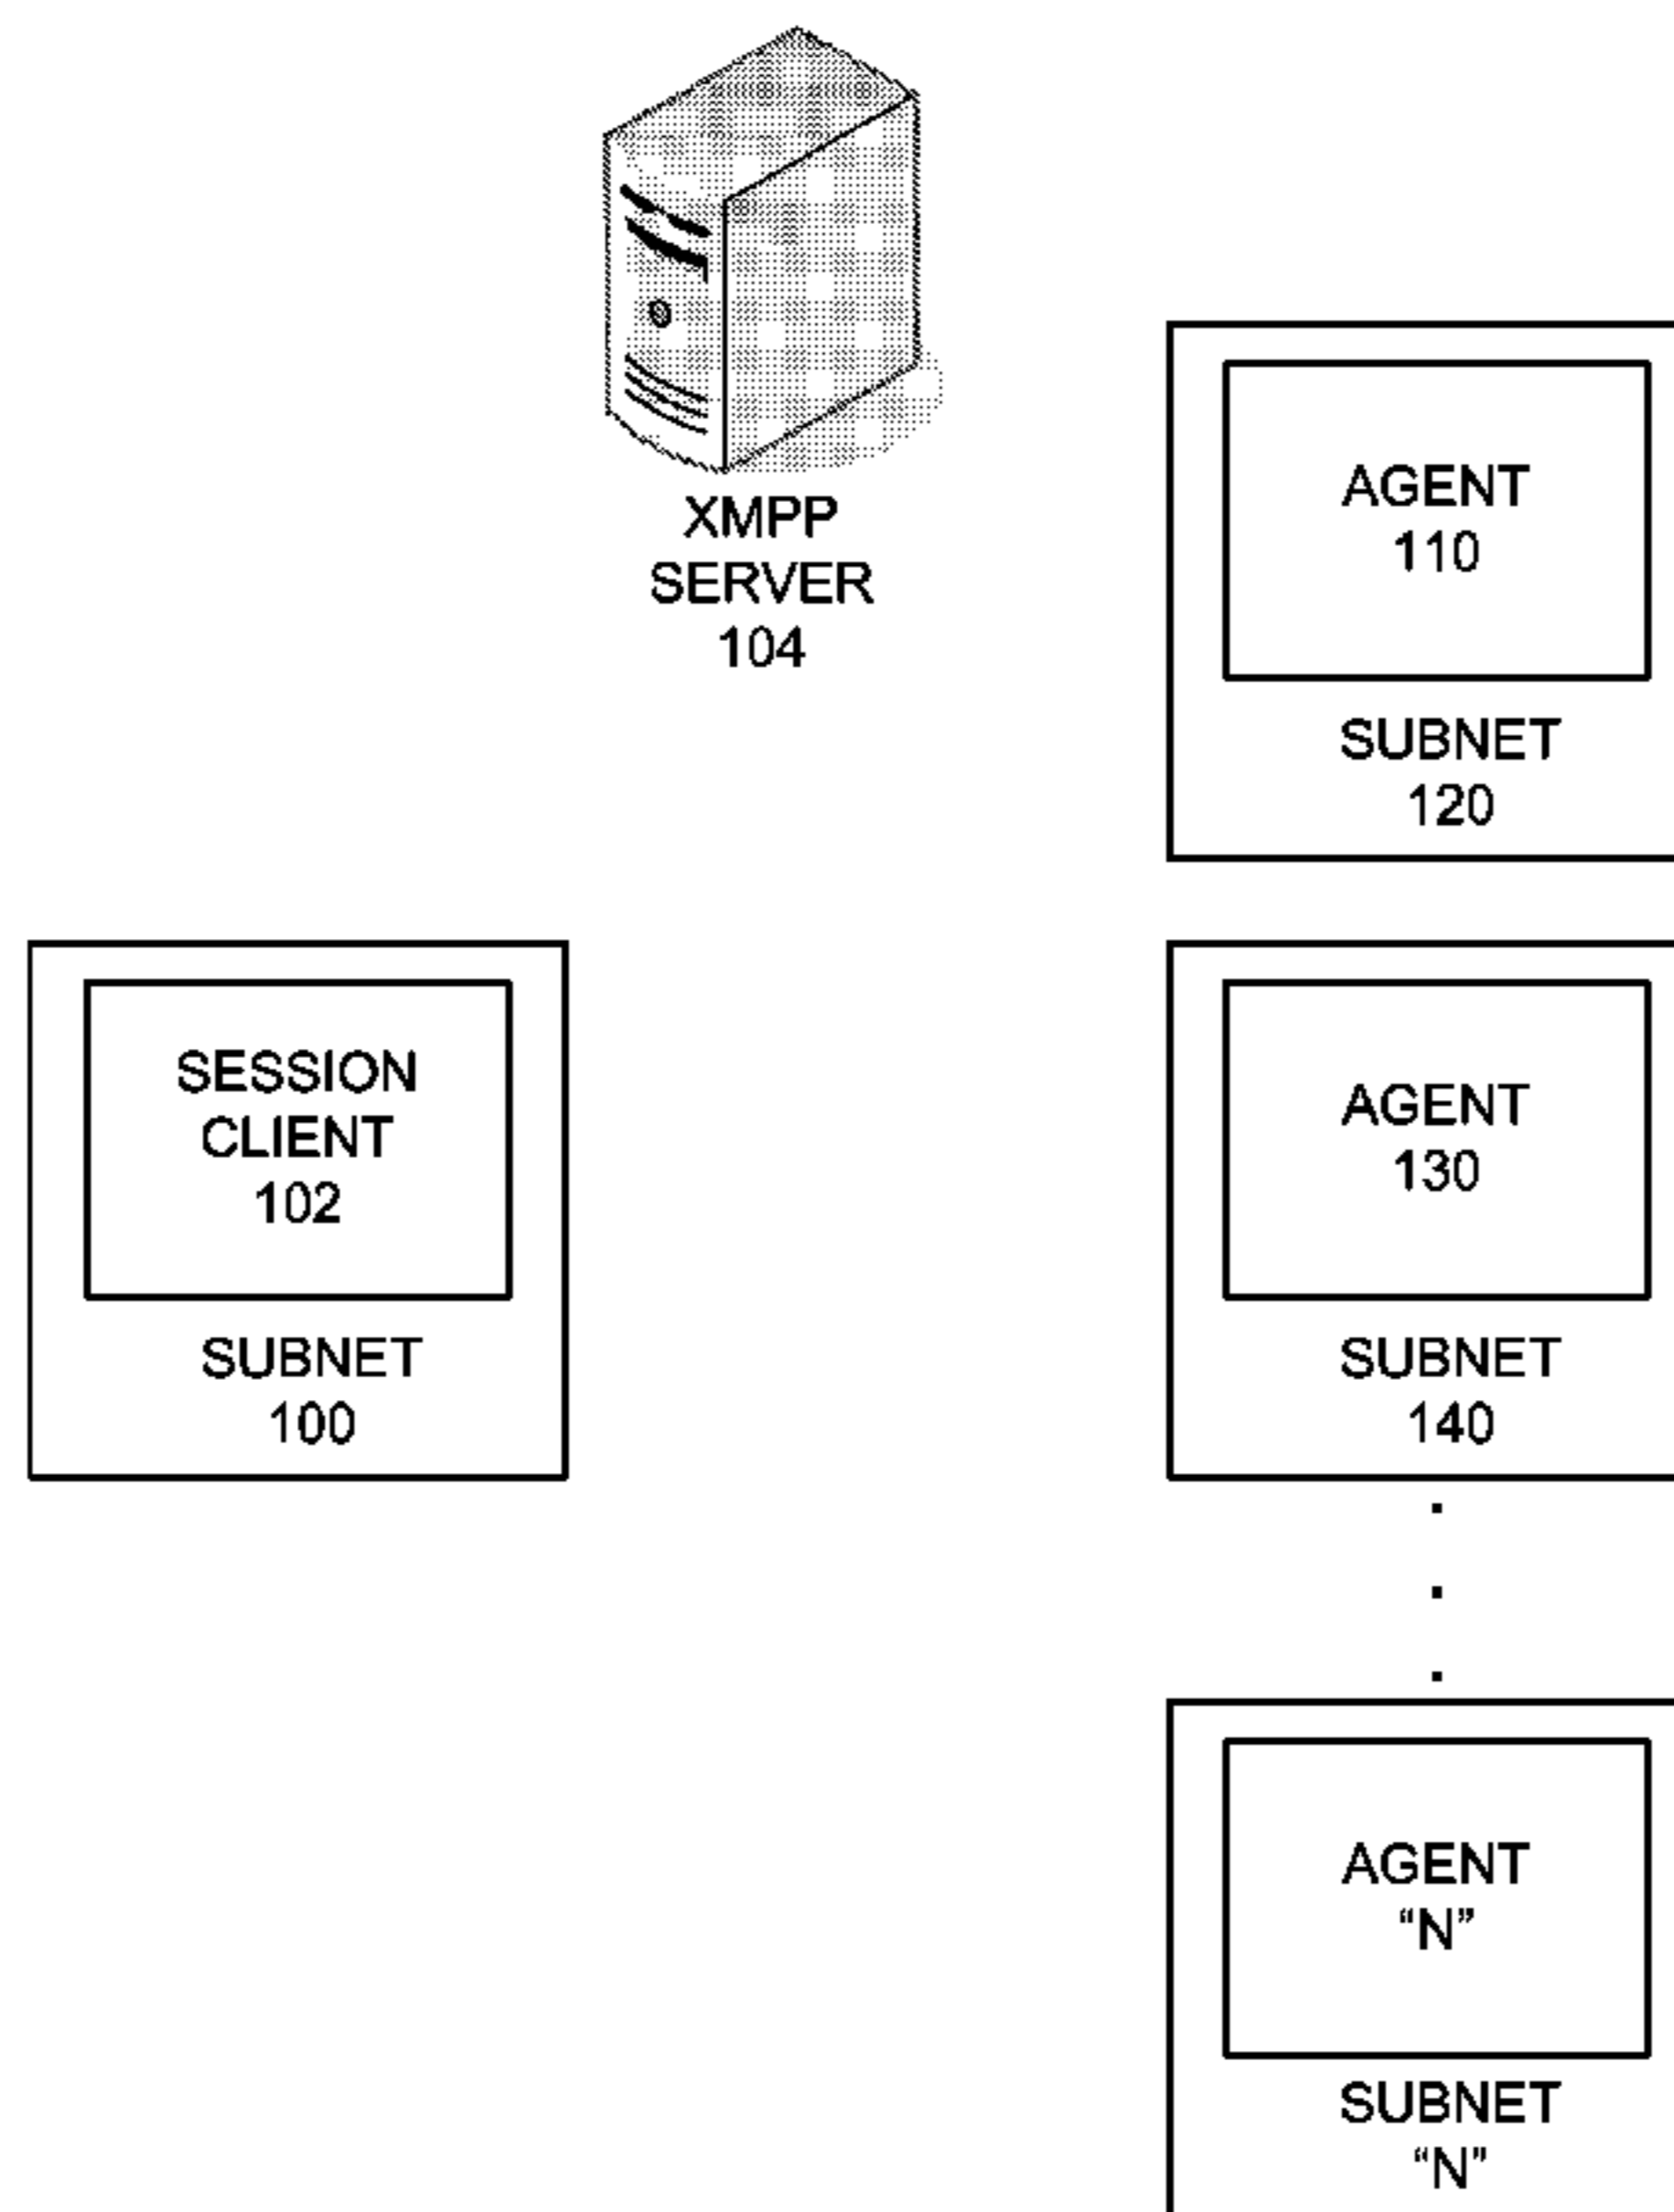 XMPP
SERVER
104
AGENT
110
SUBNET
120
SESSION
CLIENT
102
SUBNET
100
AGENT
130
SUBNET
140
.
.
.
AGENT
“N”
SUBNET
“N”